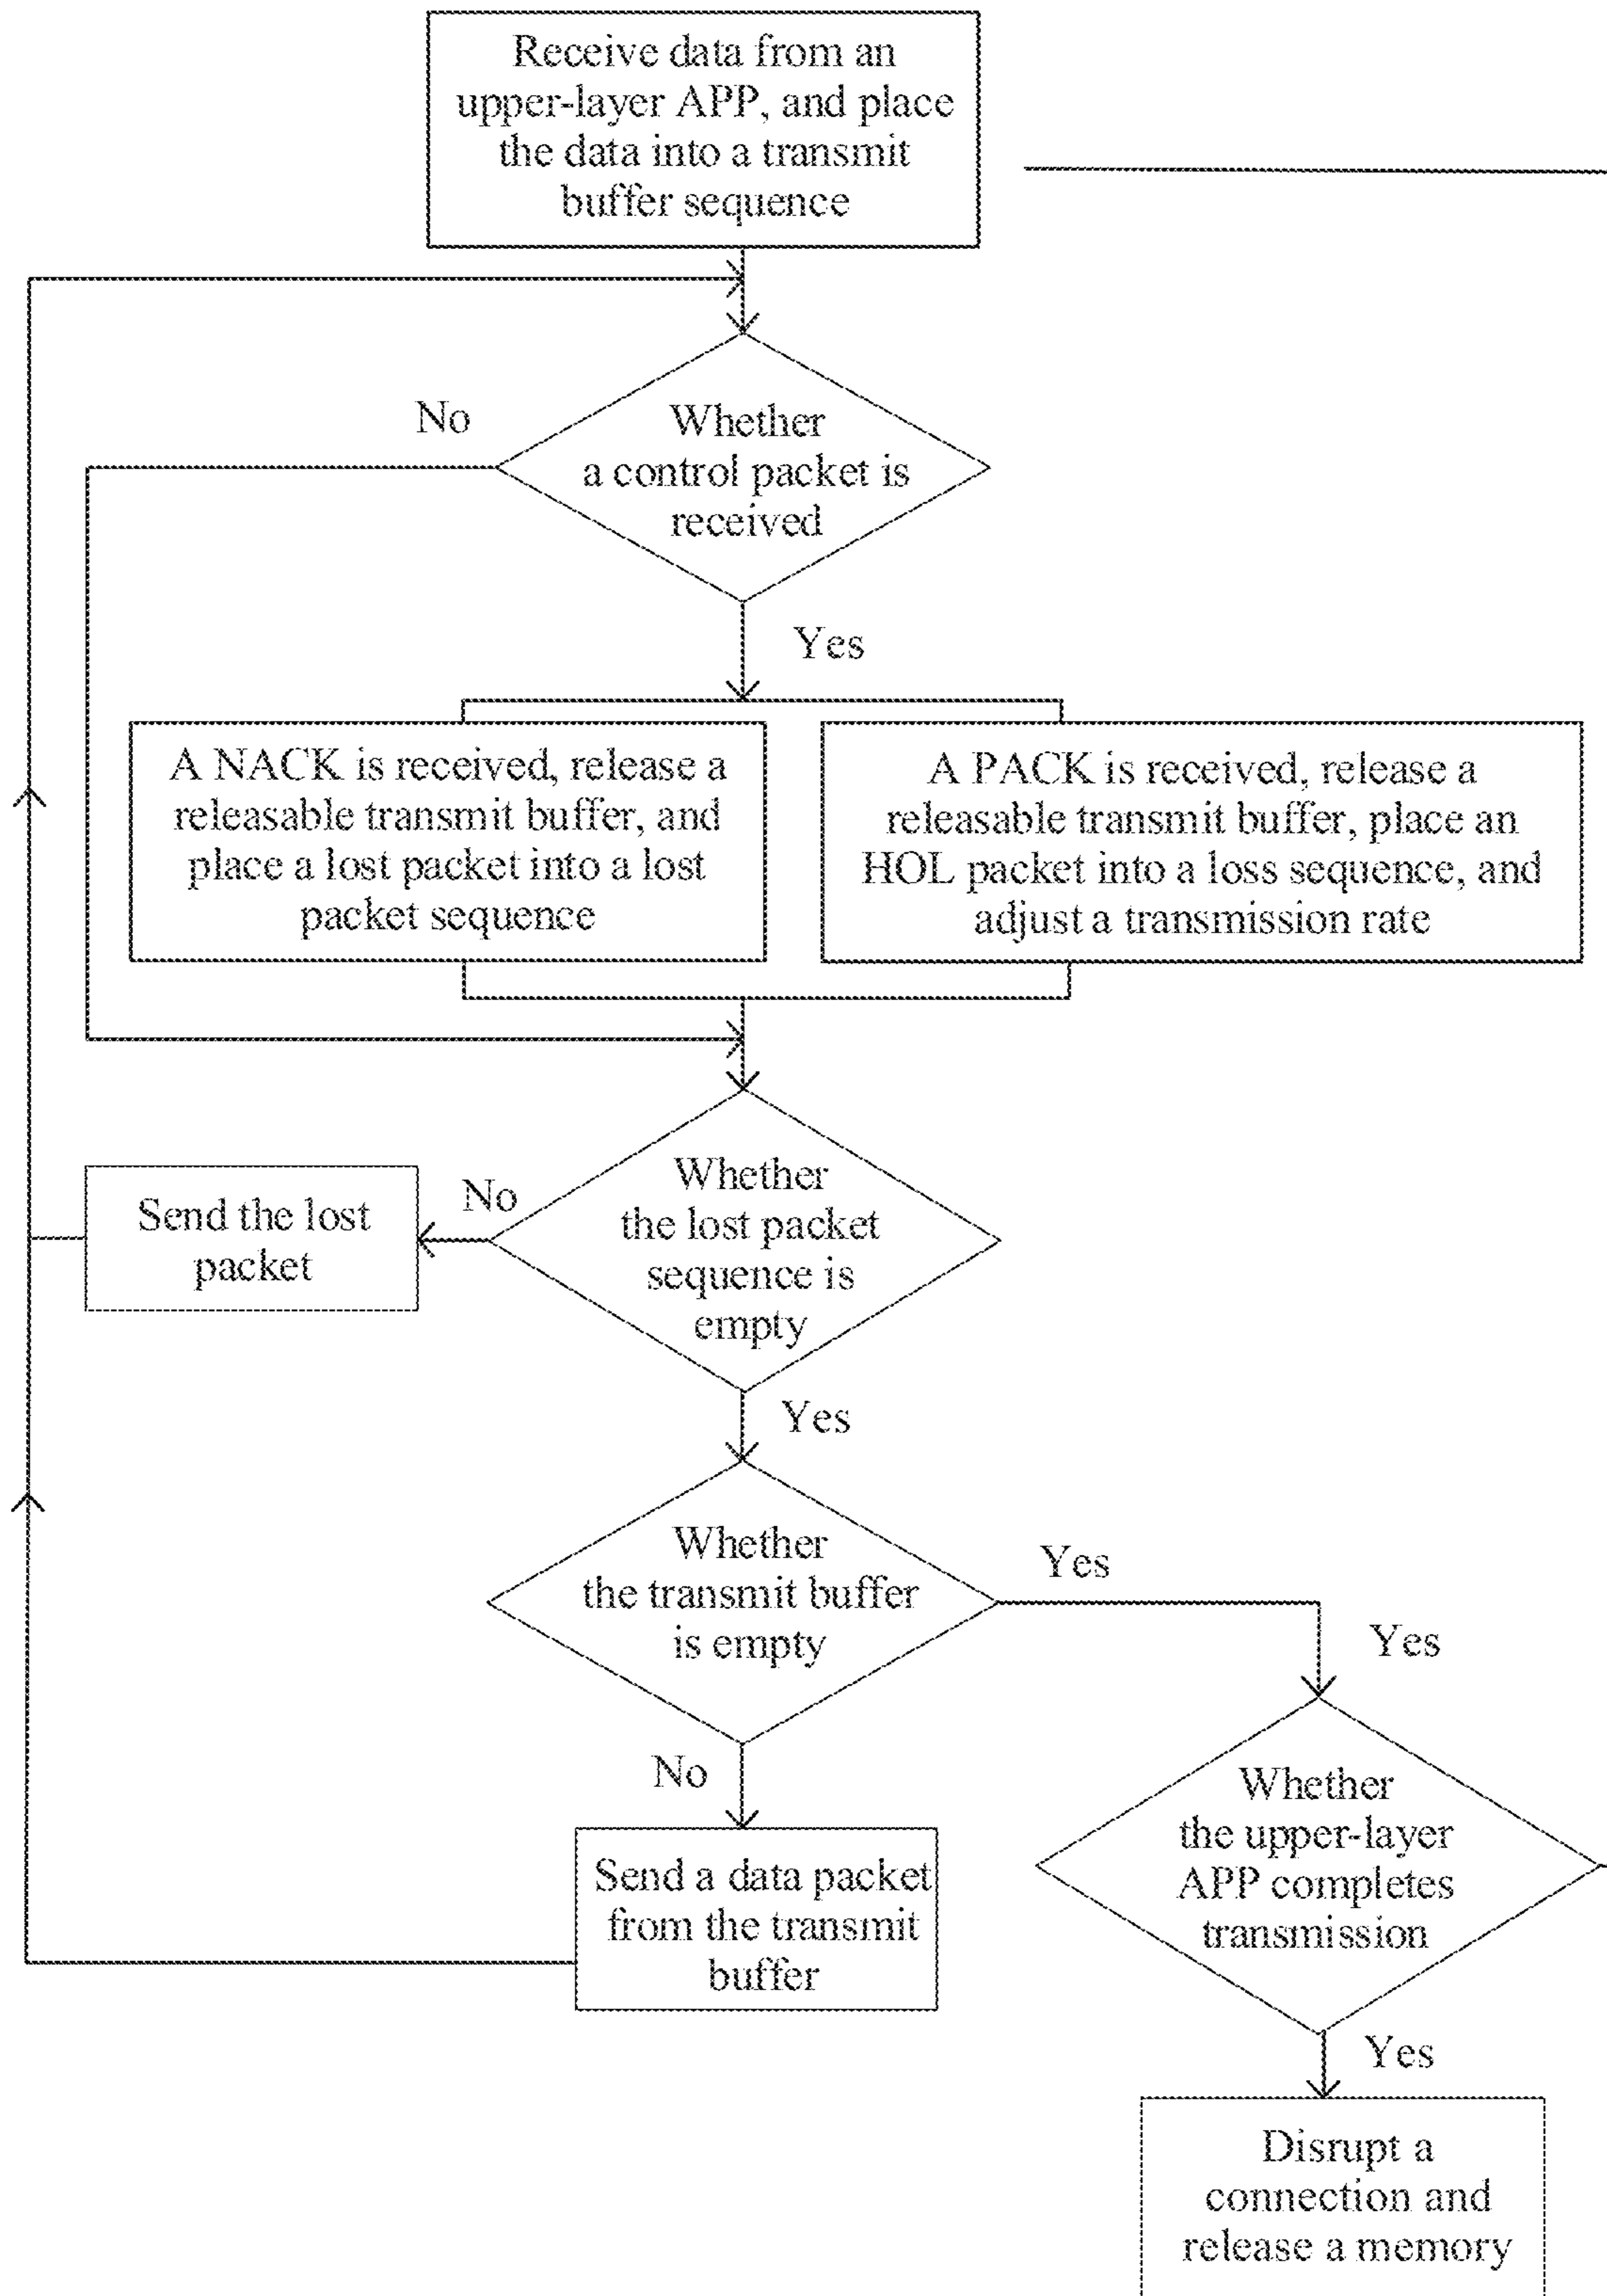 Receive data from an
upper-layer APP, and place
the data into a transmit
buffer sequence
No
Whether
a control packet is
received
Yes
A NACK is received, release a
releasable transmit buffer, and
place a lost packet into a lost
packet sequence
A PACK is received, release a
releasable transmit buffer, place an
HOL packet into a loss sequence, and
adjust a transmission rate
Send the lost
packet
No
Whether
the lost packet
sequence is
empty
Yes
Whether
the transmit buffer
is empty
Yes
Yes
No
Send a data packet
from the transmit
buffer
Whether
the upper-layer
APP completes
transmission
Yes
Disrupt a
connection and
release a memory